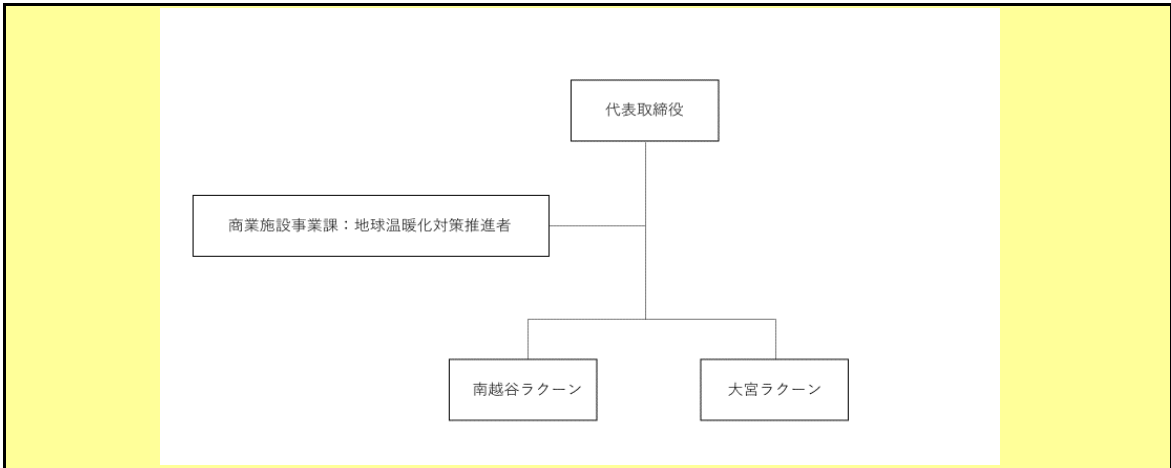 代表取締役
商業施設事業課：地球温暖化対策推進者
南越谷ラクーン
大宮ラクーン